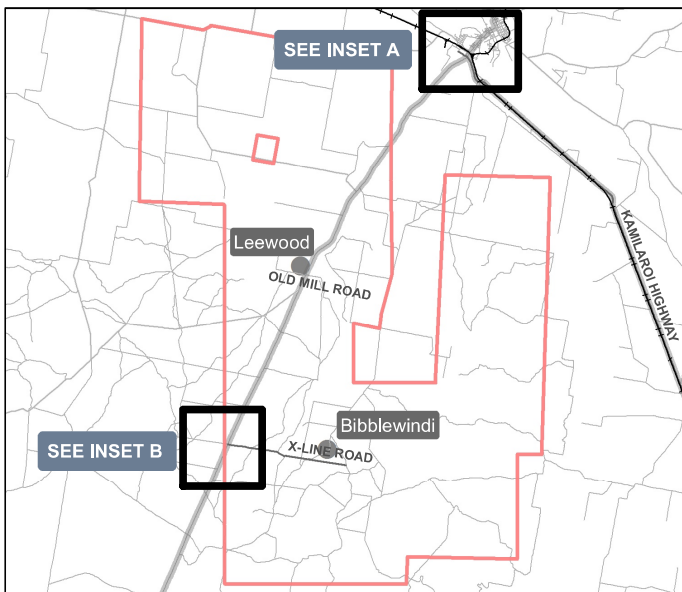 SEE INSET A
KAMILAROI HIGHWAY
Leewood
OLD MILL ROAD
Bibblewindi
SEE INSET B
X-LINE ROAD